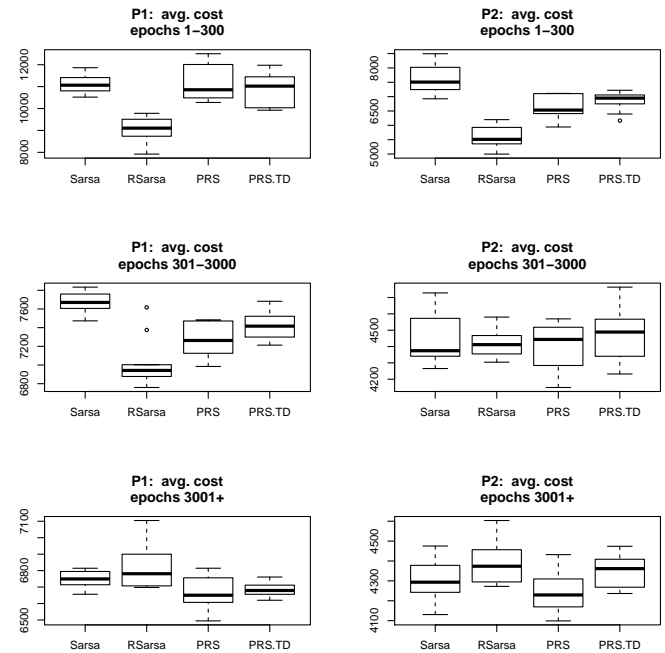 P1: avg. cost
epochs 1−300
12000
10000
8000
Sarsa RSarsa PRS PRS.TD
P2: avg. cost
epochs 1−300
8000
6500
5000
Sarsa RSarsa PRS PRS.TD
P1: avg. cost
epochs 301−3000
7600
7200
6800
Sarsa RSarsa PRS PRS.TD
P2: avg. cost
epochs 301−3000
4500
4200
Sarsa RSarsa PRS PRS.TD
P1: avg. cost
epochs 3001+
7100
6800
6500
Sarsa RSarsa PRS PRS.TD
P2: avg. cost
epochs 3001+
4500
4300
4100
Sarsa RSarsa PRS PRS.TD